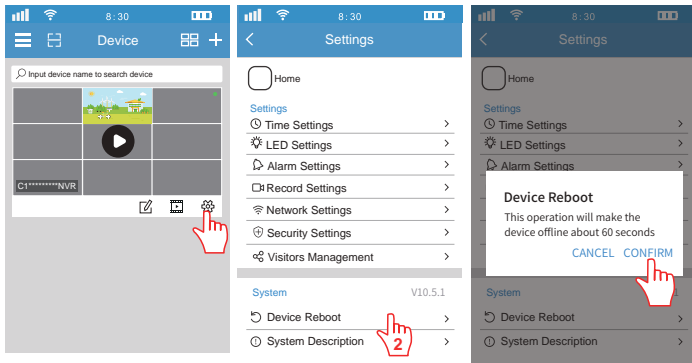 8:30
Device
Input device name to search device
C1*********NVR
8:30
Settings
Home
Settings
Time Settings
LED Settings
Alarm Settings
Record Settings
Network Settings
Security Settings
Visitors Management
System V10.5.1
Device Reboot
2
System Description
8:30
Settings
Home
Settings
Time Settings
LED Settings
Alarm Settings
Device Reboot
This operation will make the
device offline about 60 seconds
CANCEL CONFIRM
System 1
Device Reboot
System Description